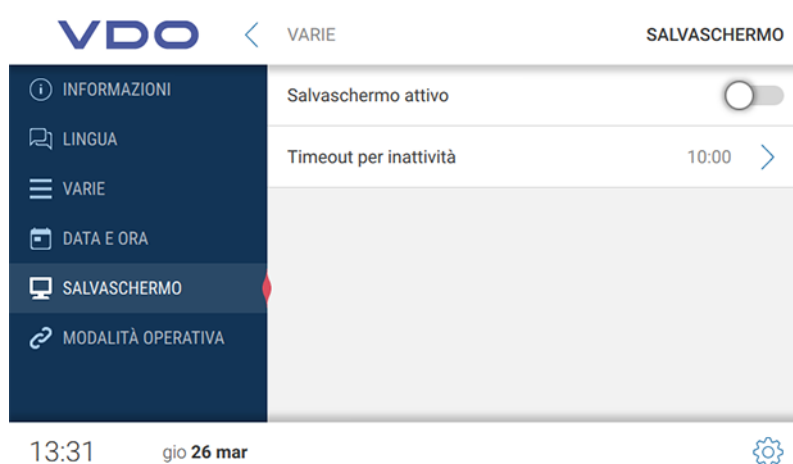 VDO
VARIE
SALVASCHERMO
INFORMAZIONI
LINGUA
VARIE
DATA E ORA
SALVASCHERMO
MODALITÀ OPERATIVA
Salvaschermo attivo
Timeout per inattività 10:00
13:31 gio 26 mar